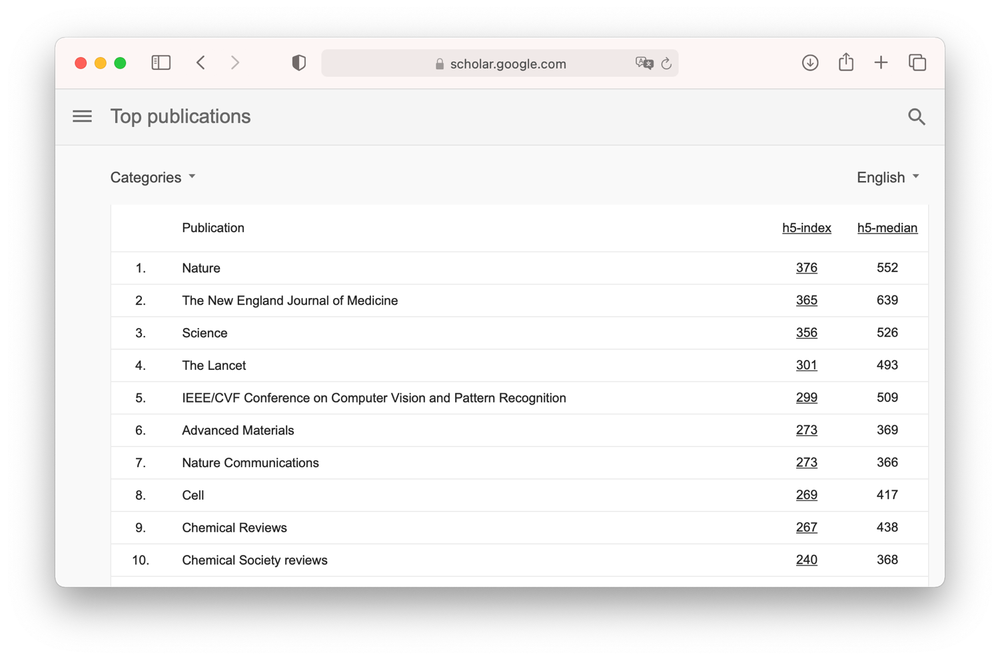 scholar.google.com
Top publications
Categories English
Publication h5-index h5-median
1. Nature 376 552
2. The New England Journal of Medicine 365 639
3. Science 356 526
4. The Lancet 301 493
5. IEEE/CVF Conference on Computer Vision and Pattern Recognition 299 509
6. Advanced Materials 273 369
7. Nature Communications 273 366
8. Cell 269 417
9. Chemical Reviews 267 438
10. Chemical Society reviews 240 368